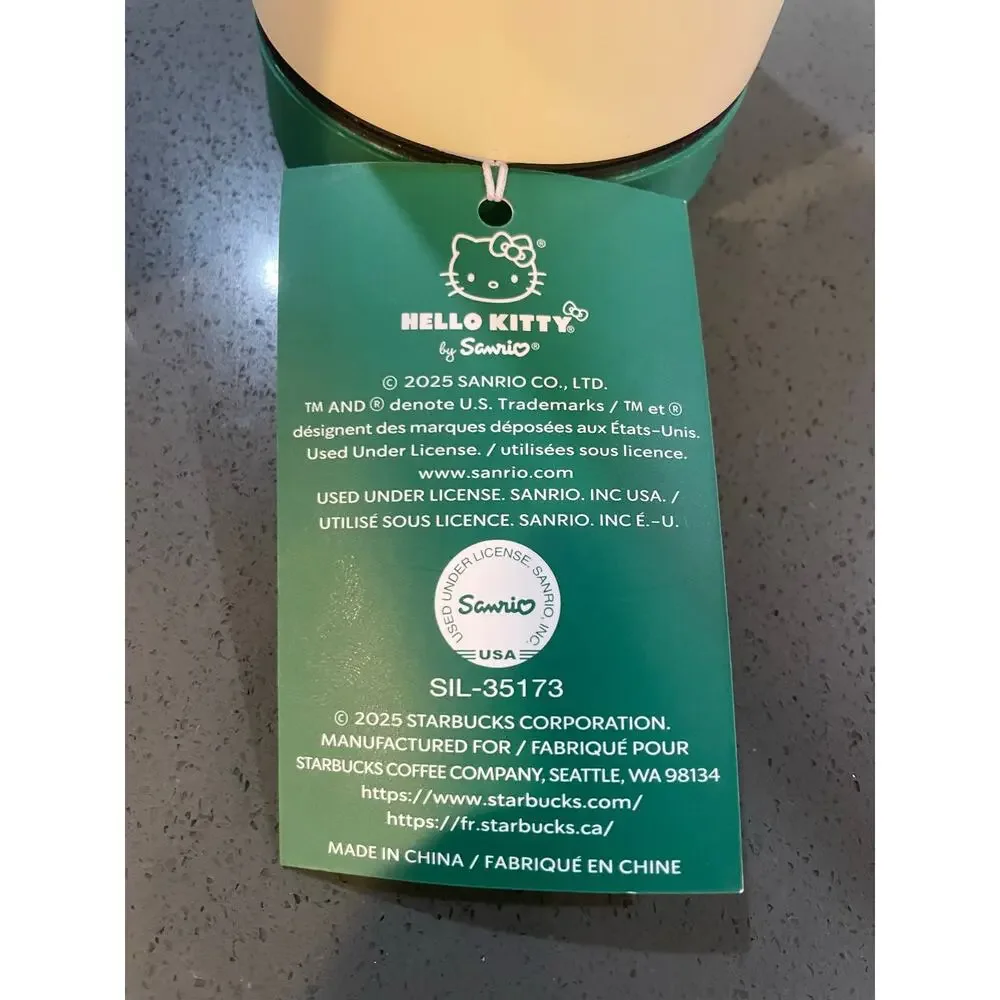 ®
HELLO KITTY®
by Sanrio®
© 2025 SANRIO CO., LTD.
TM AND ® denote U.S. Trademarks / TM et ®
désignent des marques déposées aux États-Unis.
Used Under License. / utilisées sous licence.
www.sanrio.com
USED UNDER LICENSE. SANRIO. INC USA. /
UTILISÉ SOUS LICENCE. SANRIO. INC É.-U.
USED UNDER LICENSE, SANRIO, INC.
Sanrio
USA
SIL-35173
© 2025 STARBUCKS CORPORATION.
MANUFACTURED FOR / FABRIQUÉ POUR
STARBUCKS COFFEE COMPANY, SEATTLE, WA 98134
https://www.starbucks.com/
https://fr.starbucks.ca/
MADE IN CHINA / FABRIQUÉ EN CHINE